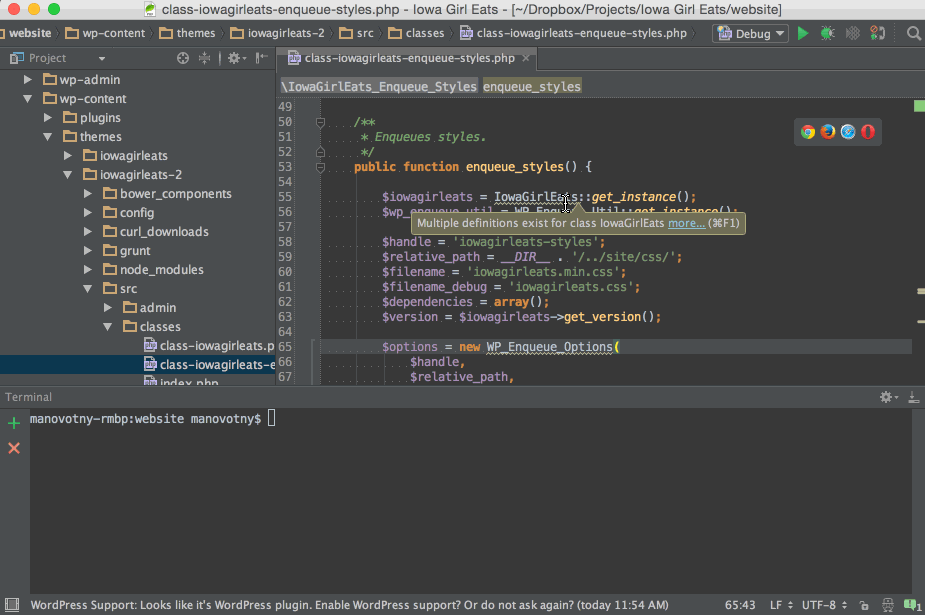 class-iowagirleats-enqueue-styles.php - Iowa Girl Eats - [~/Dropbox/Projects/Iowa Girl Eats/website]
website wp-content themes iowagirleats-2 src classes class-iowagirleats-enqueue-styles.php Debug
Project
class-iowagirleats-enqueue-styles.php
\IowaGirlEats_Enqueue_Styles enqueue_styles
wp-admin
wp-content
plugins
themes
iowagirleats
iowagirleats-2
bower_components
config
curl_downloads
grunt
node_modules
src
admin
classes
class-iowagirleats.p
class-iowagirleats-e
index.php
49
50 /**
51 * Enqueues styles.
52 */
53 public function enqueue_styles() {
54
55 $iowagirleats = IowaGirlEats::get_instance();
56 $wp_enqueue_util = WP_Enqueue_Util::get_instance();
Multiple definitions exist for class IowaGirlEats more... (⌘F1)
57
58 $handle = 'iowagirleats-styles';
59 $relative_path = __DIR__ . '/../site/css/';
60 $filename = 'iowagirleats.min.css';
61 $filename_debug = 'iowagirleats.css';
62 $dependencies = array();
63 $version = $iowagirleats->get_version();
64
65 $options = new WP_Enqueue_Options(
66 $handle,
67 $relative_path,
Terminal
manovotny-rmbp:website manovotny$
WordPress Support: Looks like it's WordPress plugin. Enable WordPress support? Or do not ask again? (today 11:54 AM) 65:43 LF UTF-8 1